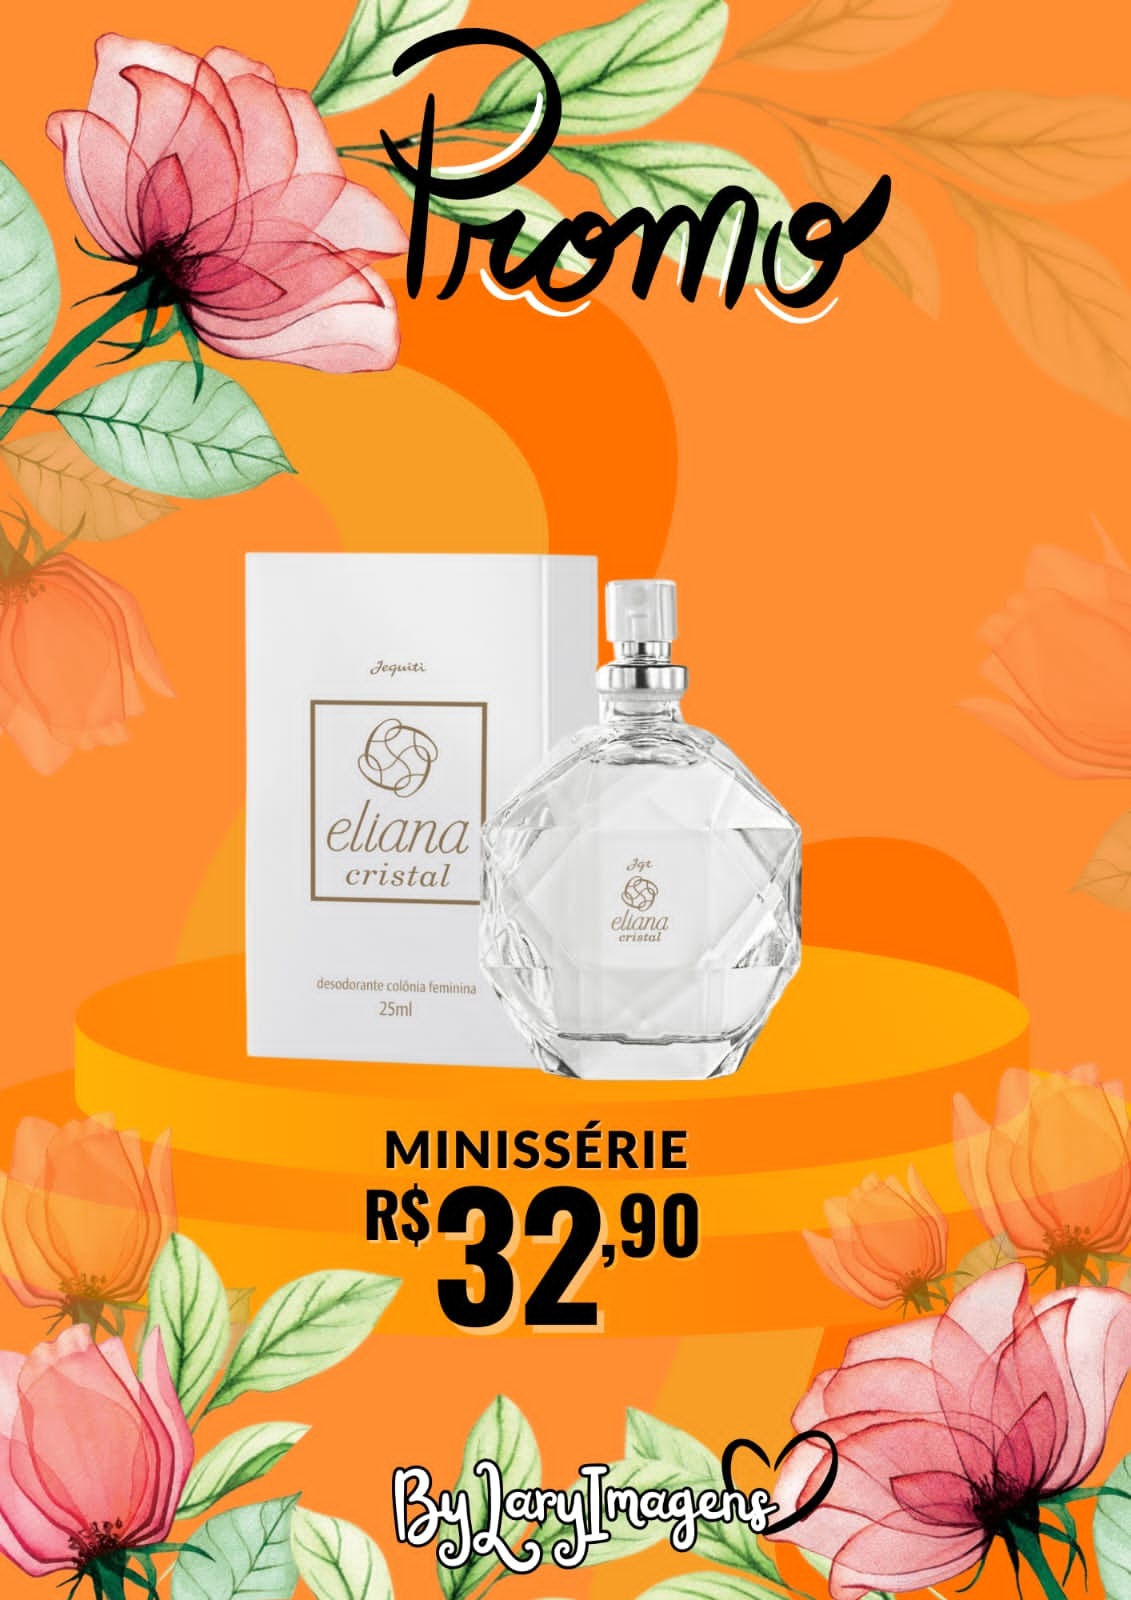 Promo
Jequiti
eliana
cristal
desodorante colônia feminina
25ml
Jqt
eliana
cristal
MINISSÉRIE
R$32,90
ByLaryImagens